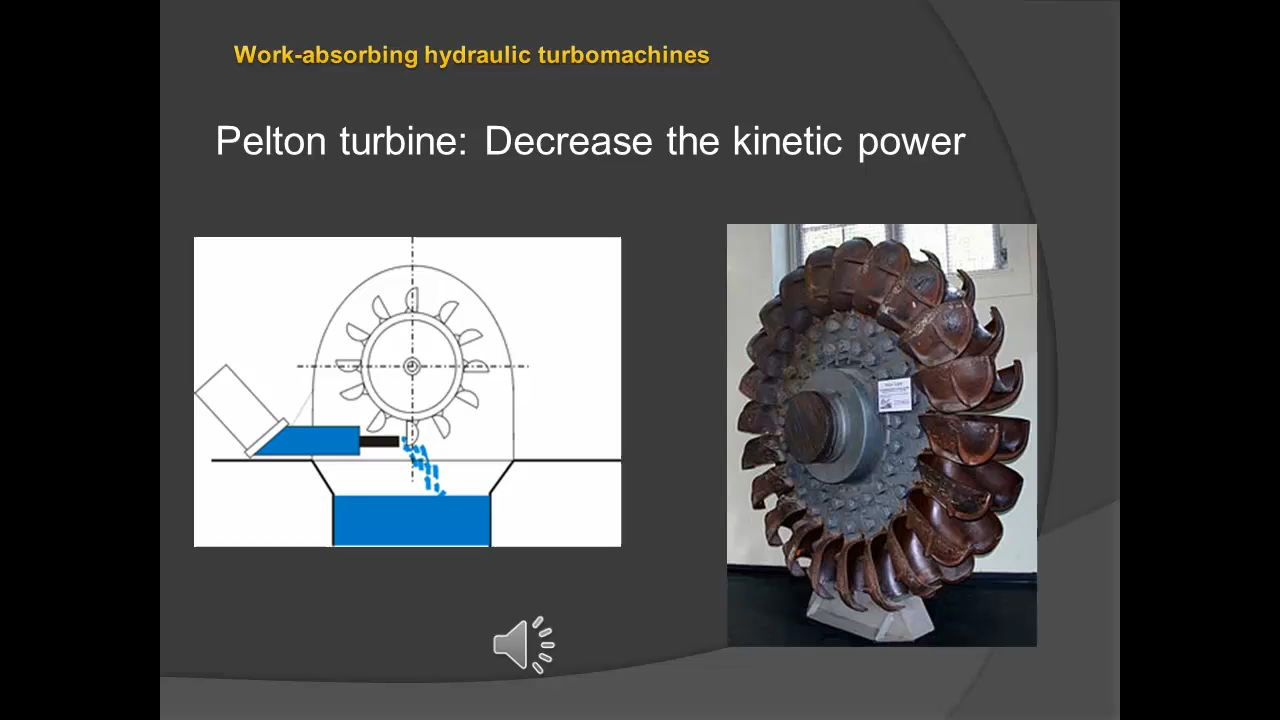 Work-absorbing hydraulic turbomachines
Pelton turbine: Decrease the kinetic power